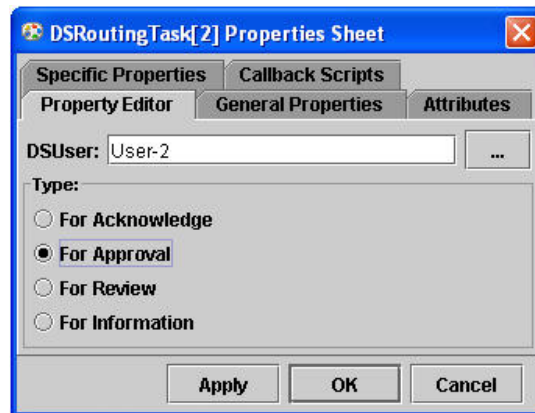 DSRoutingTask[2] Properties Sheet
Specific Properties Callback Scripts
Property Editor General Properties Attributes
DSUser: User-2 ...
Type:
For Acknowledge
For Approval
For Review
For Information
Apply OK Cancel